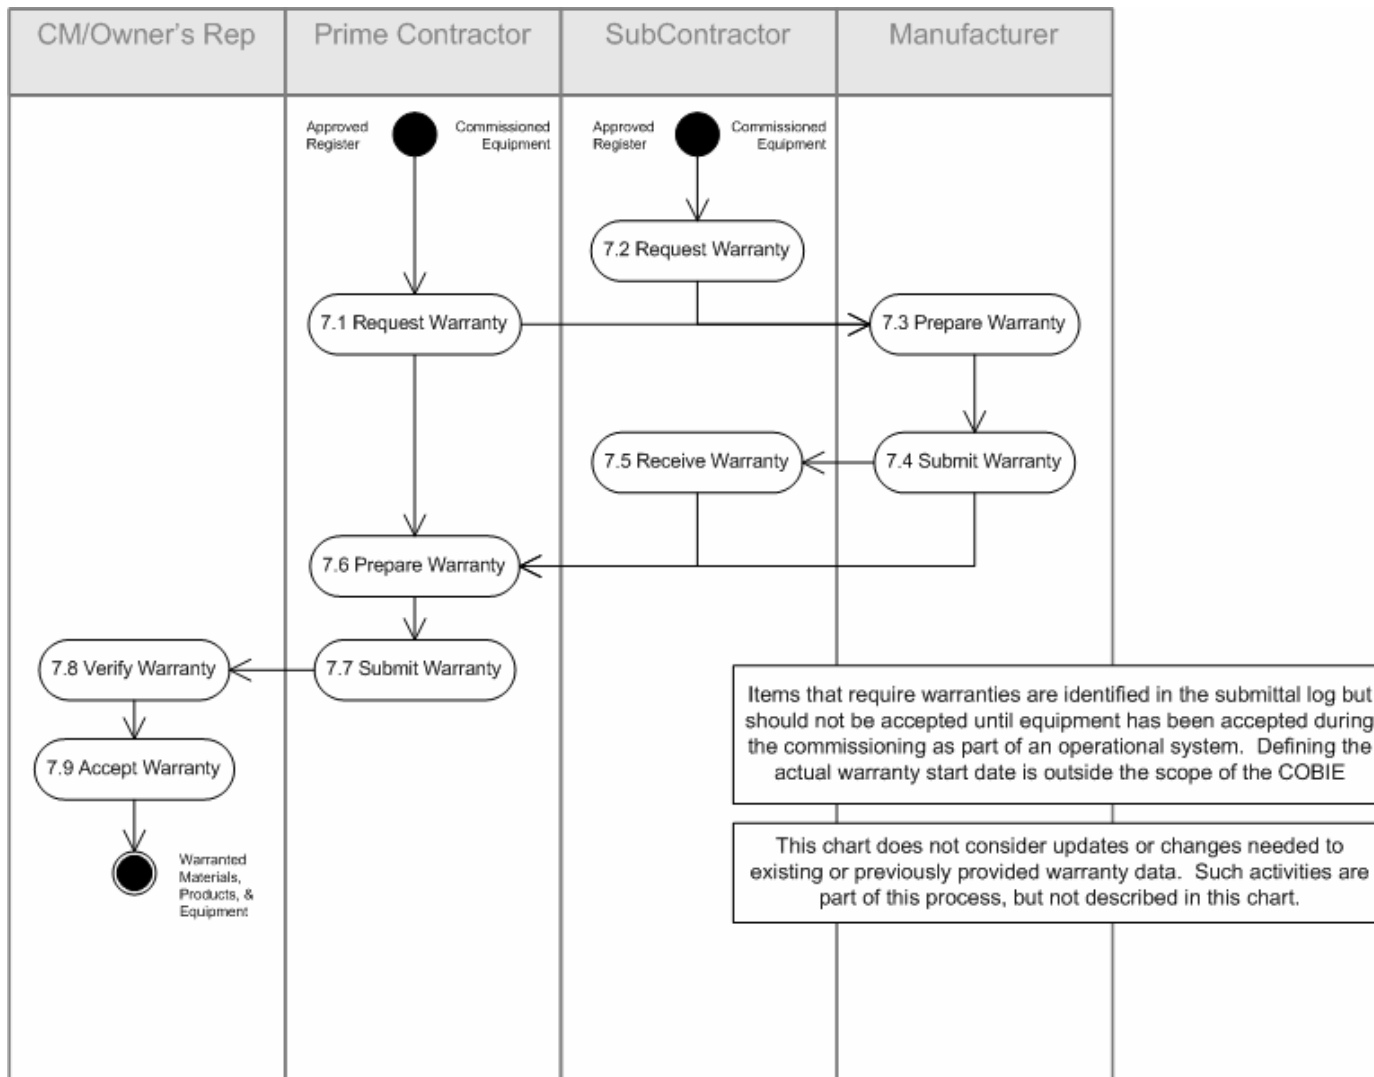 CM/Owner's Rep
Prime Contractor
SubContractor
Manufacturer
Approved
Register
Commissioned
Equipment
Approved
Register
Commissioned
Equipment
7.2 Request Warranty
7.1 Request Warranty
7.3 Prepare Warranty
7.5 Receive Warranty
7.4 Submit Warranty
7.6 Prepare Warranty
7.8 Verify Warranty
7.7 Submit Warranty
Items that require warranties are identified in the submittal log but
should not be accepted until equipment has been accepted during
the commissioning as part of an operational system.  Defining the
actual warranty start date is outside the scope of the COBIE
7.9 Accept Warranty
This chart does not consider updates or changes needed to
existing or previously provided warranty data.  Such activities are
part of this process, but not described in this chart.
Warranted
Materials,
Products, &
Equipment